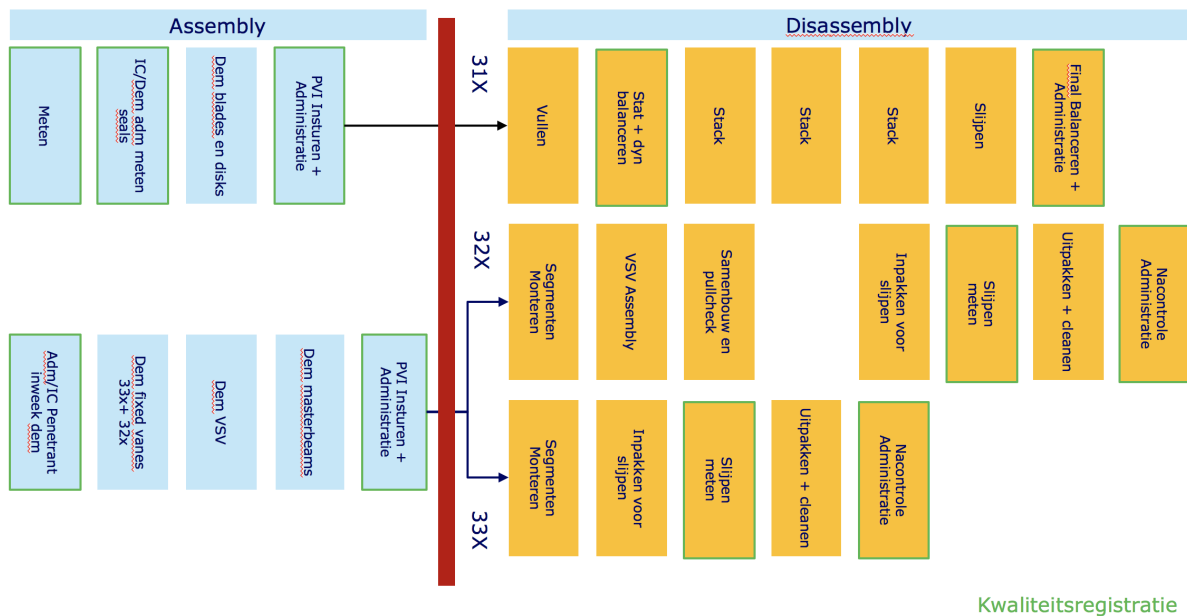 Assembly
Disassembly
Meten
IC/Dem adm meten
seals
Dem blades en disks
PVI Insturen +
Administratie
31X
Vullen
Stat + dyn
balanceren
Stack
Stack
Stack
Slijpen
Final Balanceren +
Administratie
32X
Segmenten
Monteren
VSV Assembly
Samenbouw en
pullcheck
Inpakken voor
slijpen
Slijpen
meten
Uitpakken + cleanen
Nacontrole
Administratie
Adm/IC Penetrant
inweek dem
Dem fixed vanes
33x+ 32x
Dem VSV
Dem masterbeams
PVI Insturen +
Administratie
33X
Segmenten
Monteren
Inpakken voor
slijpen
Slijpen
meten
Uitpakken + cleanen
Nacontrole
Administratie
Kwaliteitsregistratie